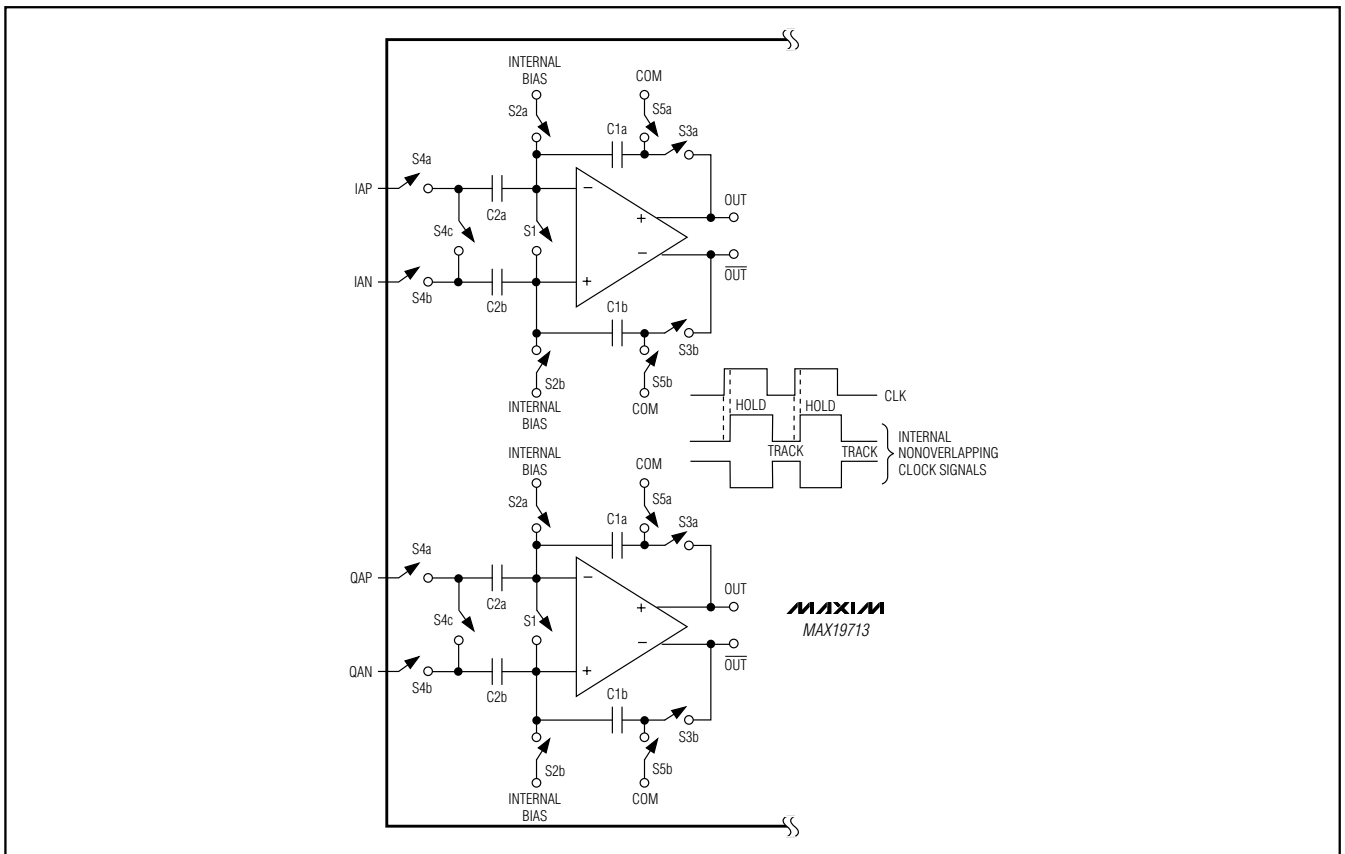 INTERNAL
BIAS
COM
S2a
S5a
C1a
S3a
S4a
IAP
C2a
−
+
OUT
S4c
S1
−
OUT
IAN
+
S4b
C2b
C1b
S3b
S2b
S5b
INTERNAL
BIAS
COM
CLK
HOLD
HOLD
TRACK
TRACK
INTERNAL
NONOVERLAPPING
CLOCK SIGNALS
INTERNAL
BIAS
COM
S2a
S5a
C1a
S3a
S4a
QAP
C2a
−
+
OUT
S4c
S1
−
OUT
QAN
+
S4b
C2b
C1b
S3b
S2b
S5b
INTERNAL
BIAS
COM
MAXIM
MAX19713